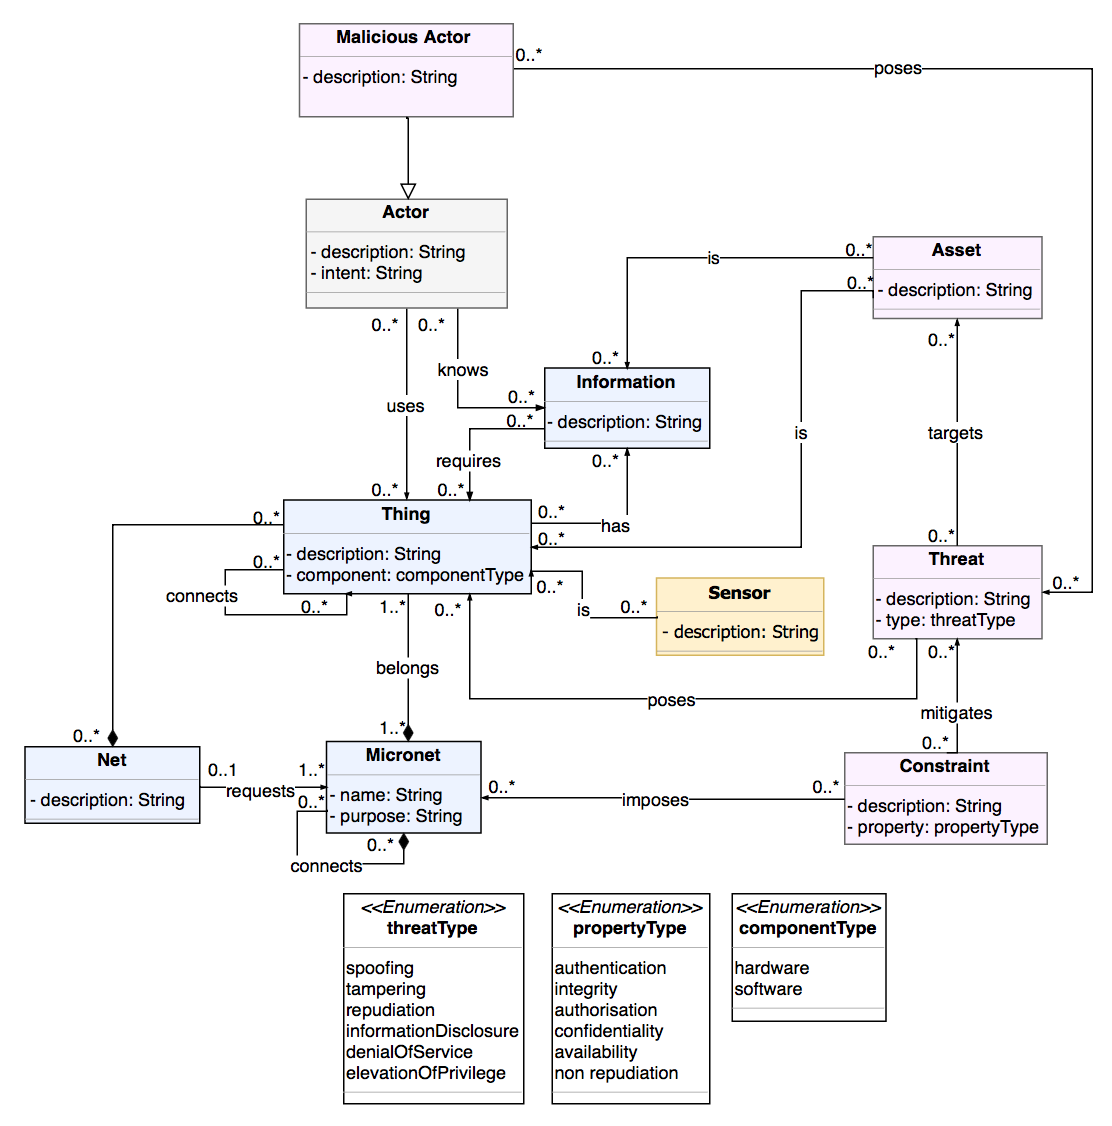 Malicious Actor
- description: String
0..*
poses
Actor
- description: String
- intent: String
0..*
0..*
knows
uses
0..*
is
0..*
Asset
- description: String
0..*
0..*
Information
- description: String
0..*
0..*
0..*
requires
is
targets
0..*
0..*
0..*
Thing
- description: String
- component: componentType
0..*
0..*
has
0..*
0..*
connects
0..*
1..*
0..*
0..*
is
0..*
Sensor
- description: String
0..*
Threat
- description: String
- type: threatType
0..*
0..*
0..*
belongs
poses
mitigates
0..*
1..*
0..*
Net
- description: String
0..1
requests
1..*
0..*
Micronet
- name: String
- purpose: String
0..*
imposes
0..*
Constraint
- description: String
- property: propertyType
0..*
connects
<<Enumeration>>
threatType
spoofing
tampering
repudiation
informationDisclosure
denialOfService
elevationOfPrivilege
<<Enumeration>>
propertyType
authentication
integrity
authorisation
confidentiality
availability
non repudiation
<<Enumeration>>
componentType
hardware
software